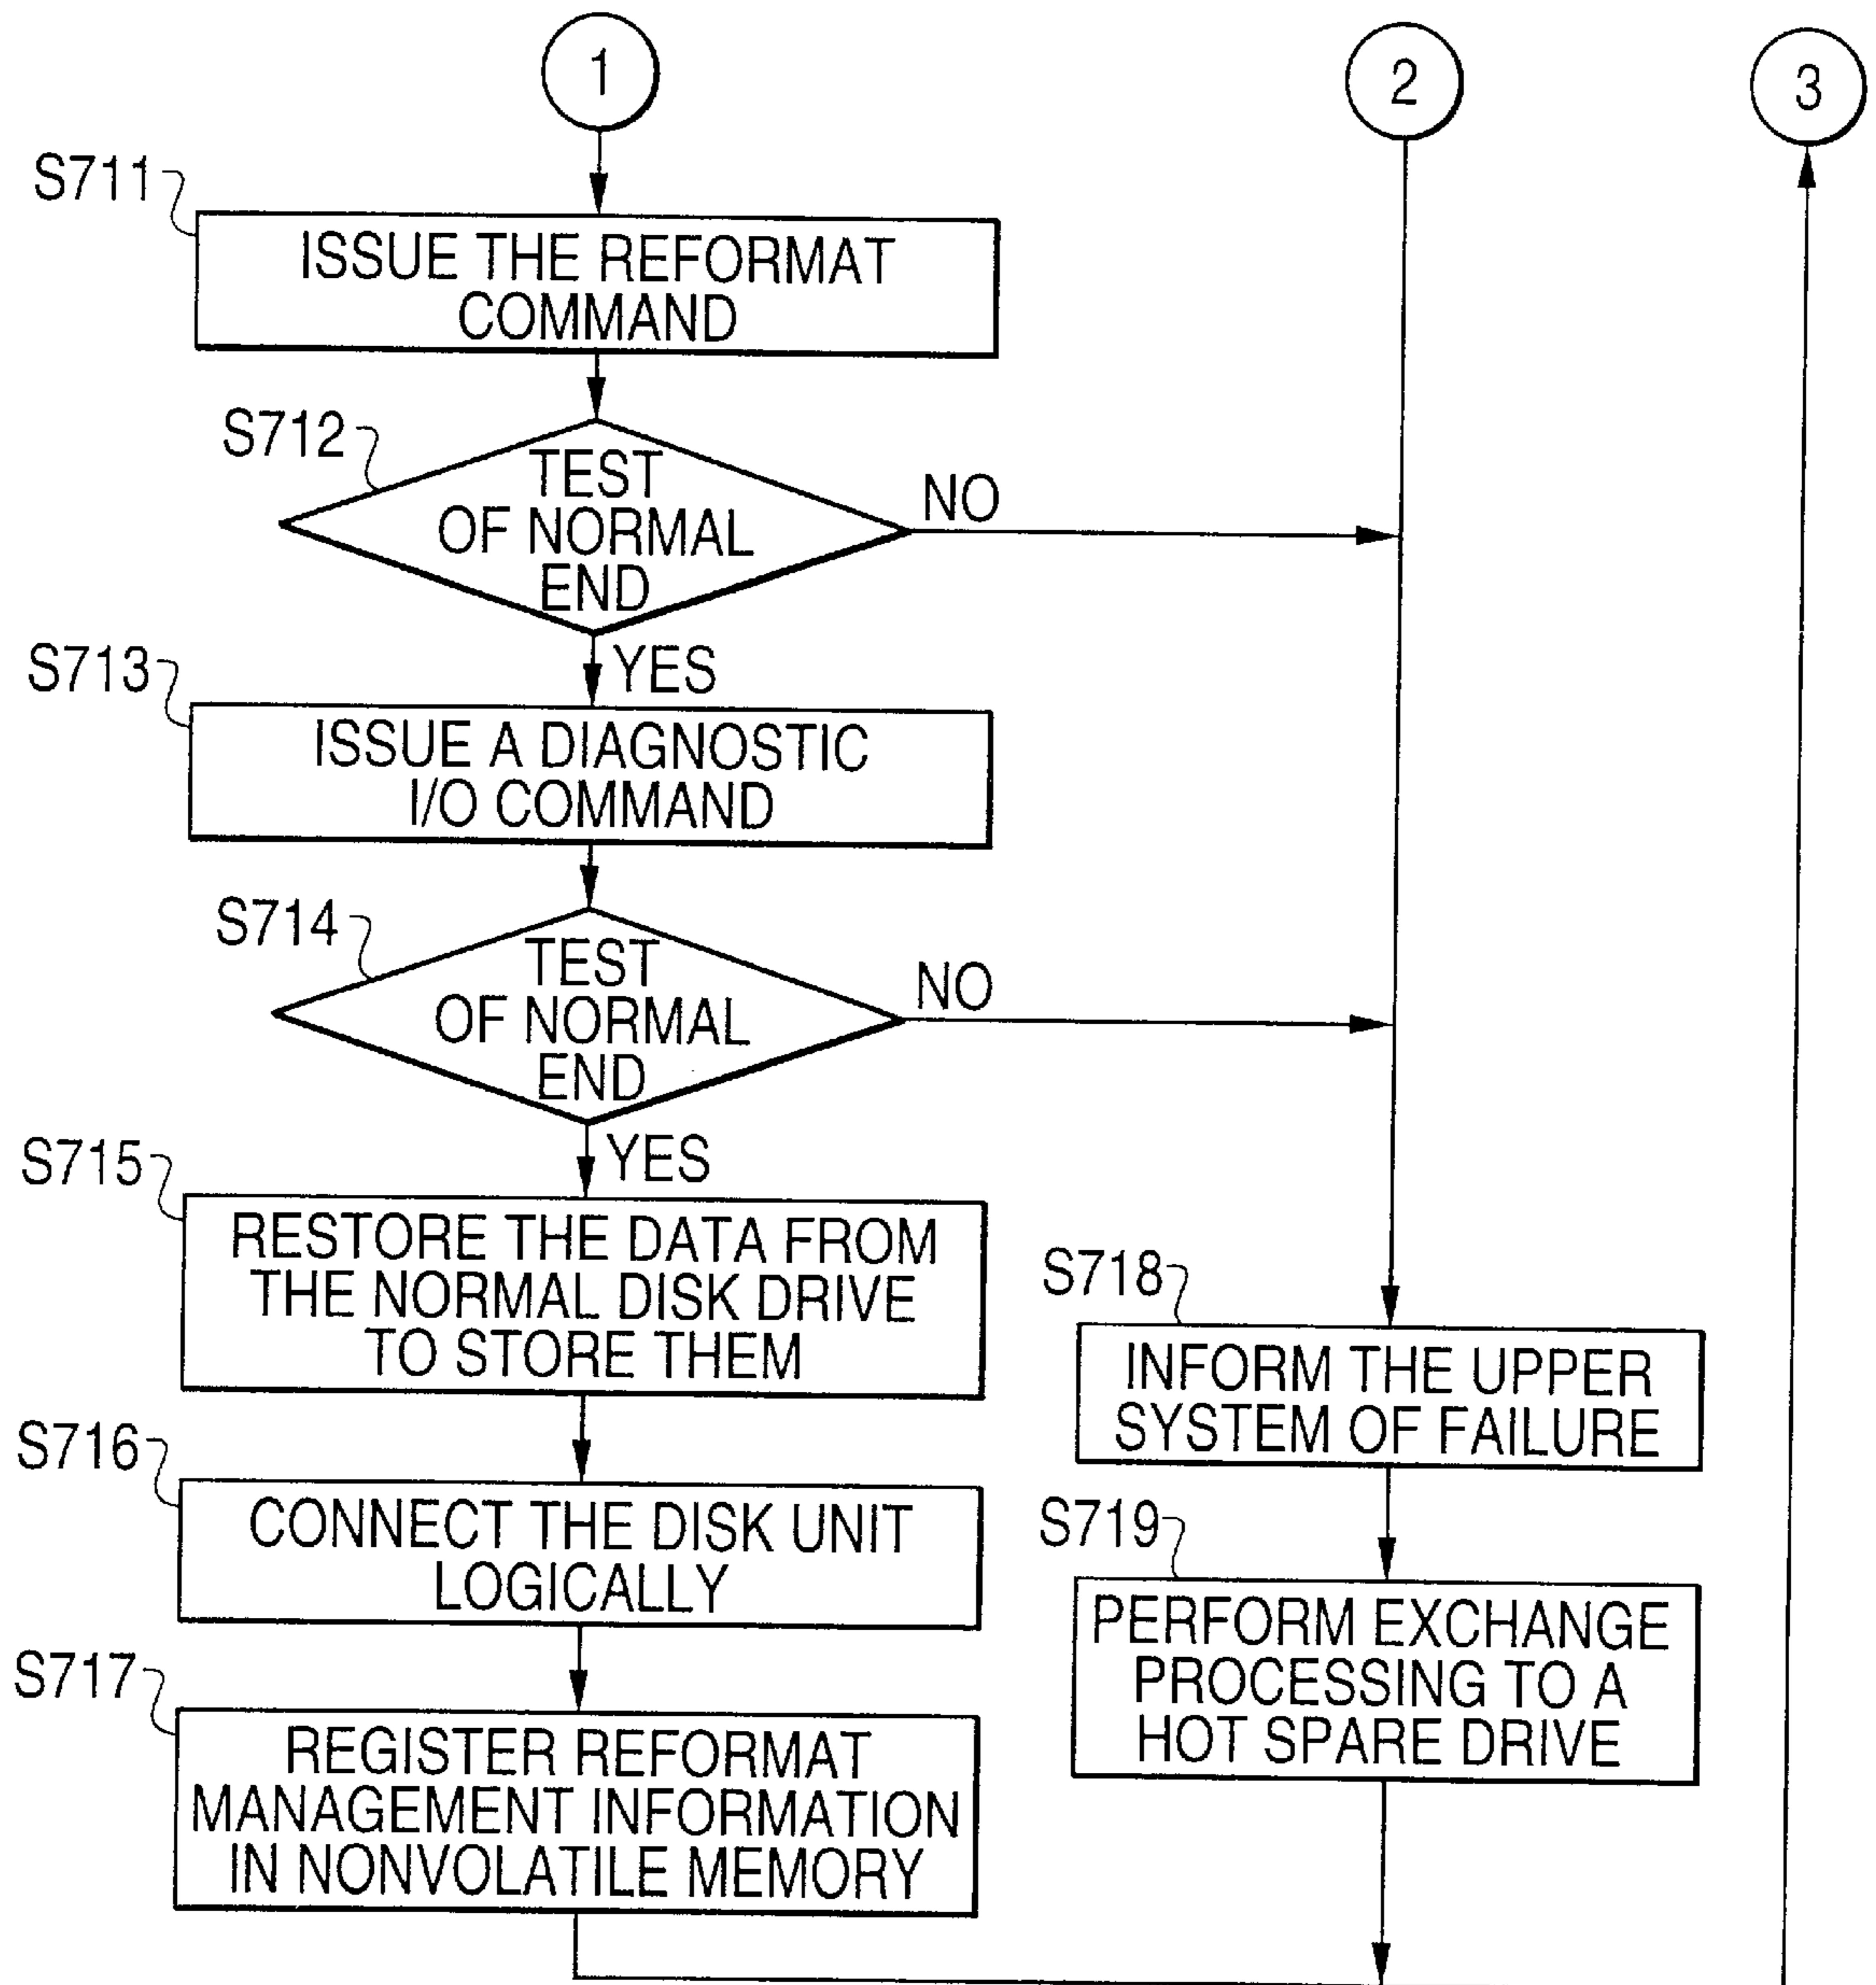 1
2
3
S711
ISSUE THE REFORMAT
COMMAND
S712
TEST
OF NORMAL
END
NO
YES
S713
ISSUE A DIAGNOSTIC
I/O COMMAND
S714
TEST
OF NORMAL
END
NO
YES
S715
RESTORE THE DATA FROM
THE NORMAL DISK DRIVE
TO STORE THEM
S716
CONNECT THE DISK UNIT
LOGICALLY
S717
REGISTER REFORMAT
MANAGEMENT INFORMATION
IN NONVOLATILE MEMORY
S718
INFORM THE UPPER
SYSTEM OF FAILURE
S719
PERFORM EXCHANGE
PROCESSING TO A
HOT SPARE DRIVE